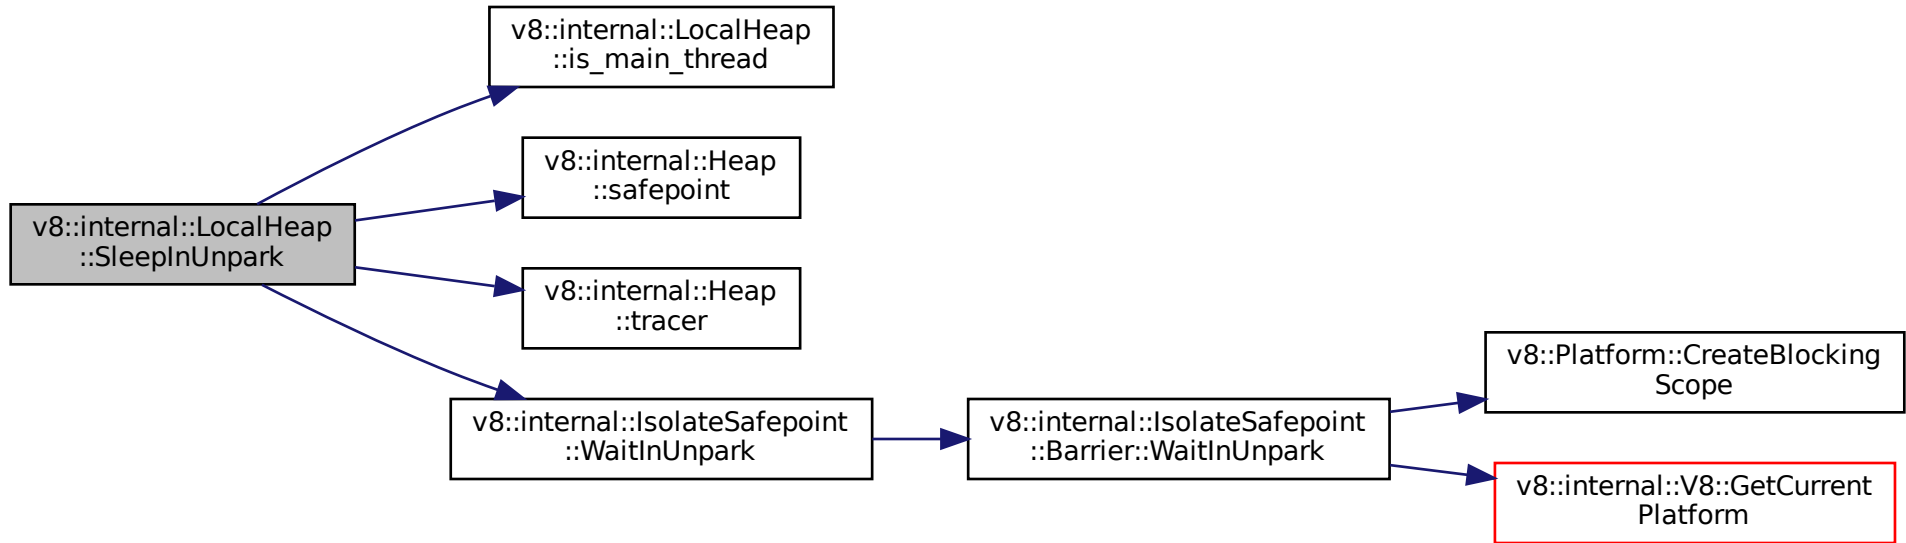 v8::internal::LocalHeap
::is_main_thread
v8::internal::Heap
::safepoint
v8::internal::LocalHeap
::SleepInUnpark
v8::internal::Heap
::tracer
v8::internal::IsolateSafepoint
::WaitInUnpark
v8::internal::IsolateSafepoint
::Barrier::WaitInUnpark
v8::Platform::CreateBlocking
Scope
v8::internal::V8::GetCurrent
Platform